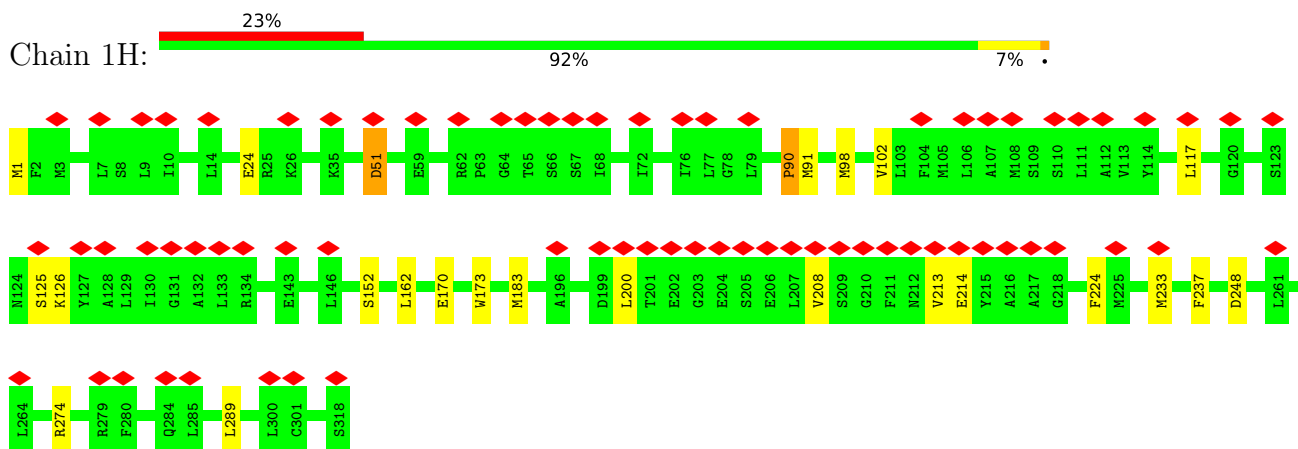 23%
Chain 1H:
92% 7% •
M1 F2 M3 L7 S8 L9 I10 L14 E24 R25 K26 K35 D51 E59 R62 P63 G64 T65 S66 S67 I68 I72 I76 L77 G78 L79 P90 M91 M98 V102 L103 F104 M105 L106 A107 M108 S109 S110 L111 A112 V113 Y114 L117 G120 S123
N124 S125 K126 Y127 A128 L129 I130 G131 A132 L133 R134 E143 L146 S152 L162 E170 W173 M183 A196 D199 L200 T201 E202 G203 E204 S205 E206 L207 V208 S209 G210 F211 N212 V213 E214 Y215 A216 A217 G218 F224 M225 M233 F237 D248 L261
L264 R274 R279 F280 Q284 L285 L289 L300 C301 S318